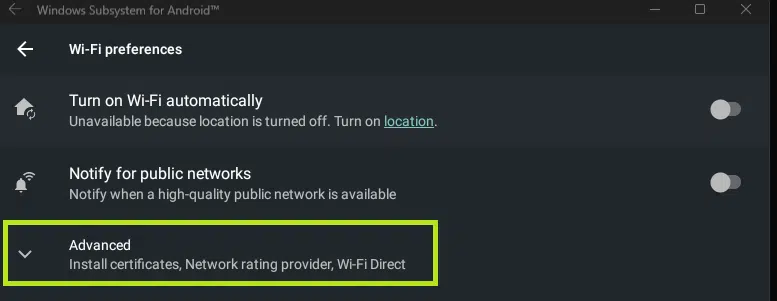 Windows Subsystem for Android™
Wi-Fi preferences
Turn on Wi-Fi automatically
Unavailable because location is turned off. Turn on location.
Notify for public networks
Notify when a high-quality public network is available
Advanced
Install certificates, Network rating provider, Wi-Fi Direct